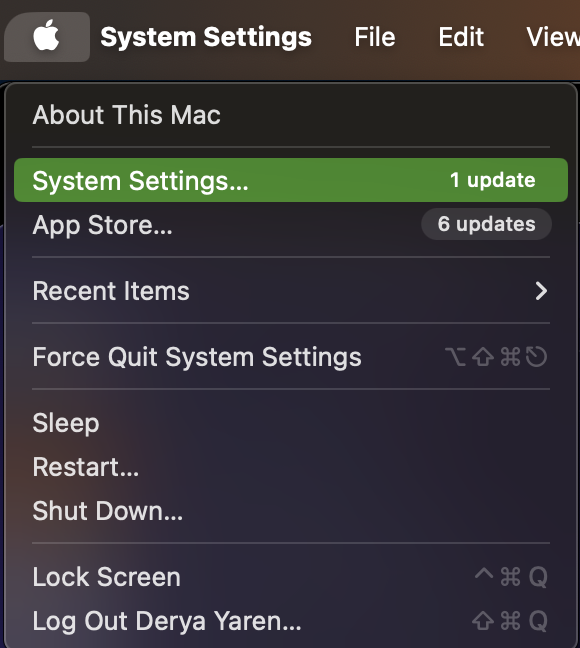 System Settings File Edit View
About This Mac
System Settings... 1 update
App Store... 6 updates
Recent Items
Force Quit System Settings ⌥⇧⌘⎋
Sleep
Restart...
Shut Down...
Lock Screen ^⌘Q
Log Out Derya Yaren... ⇧⌘Q